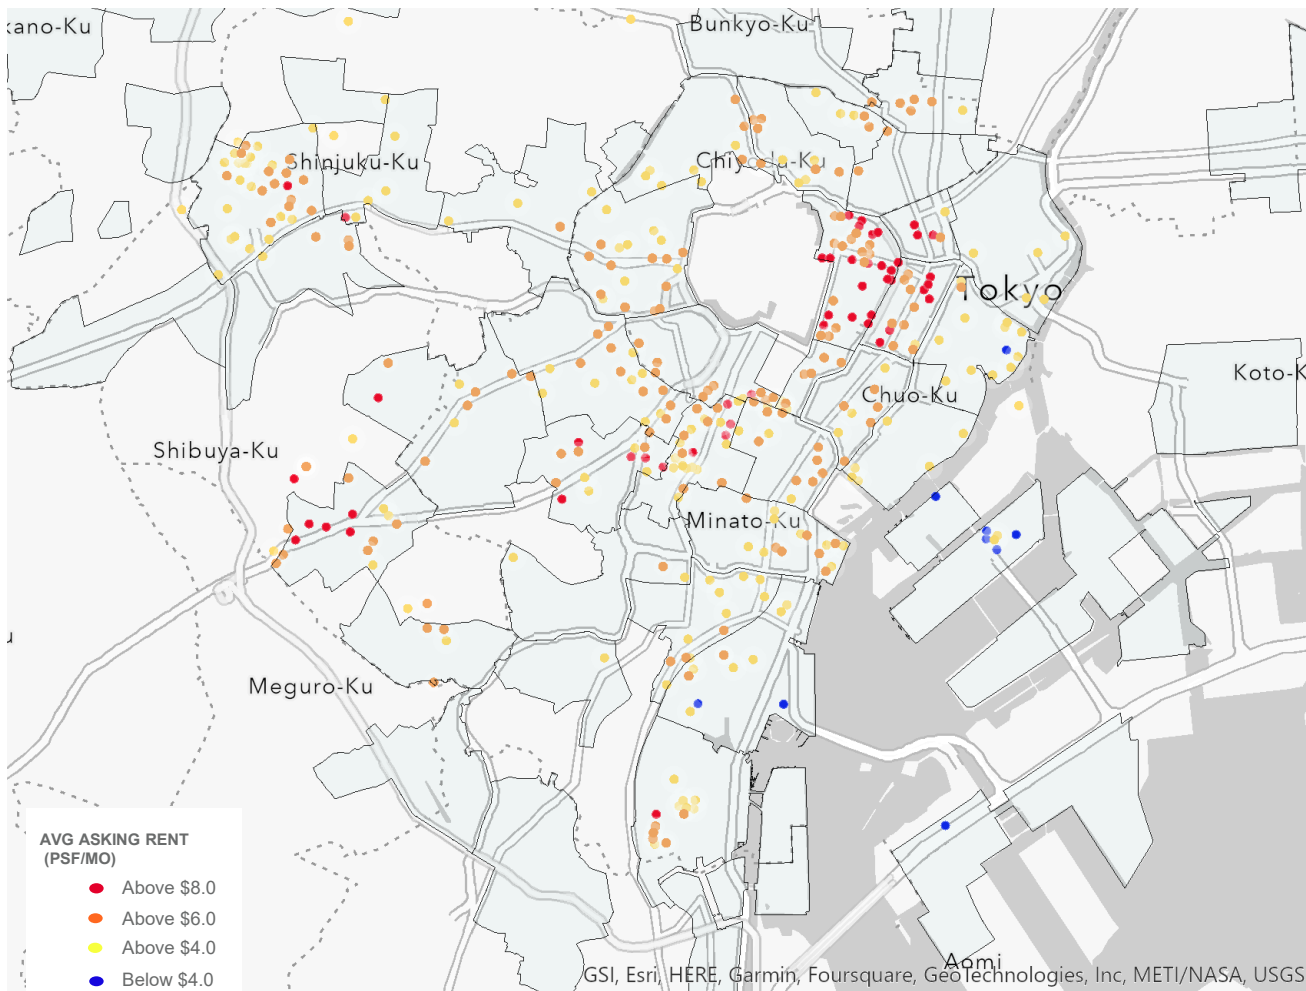 Bunkyo-Ku
kano-Ku
Shinjuku-Ku
Chiyoda-Ku
Tokyo
Koto-K
Chuo-Ku
Shibuya-Ku
Minato-Ku
u
Meguro-Ku
AVG ASKING RENT
(PSF/MO)
Above $8.0
Above $6.0
Above $4.0
Below $4.0
Aomi
GSI, Esri, HERE, Garmin, Foursquare, GeoTechnologies, Inc, METI/NASA, USGS